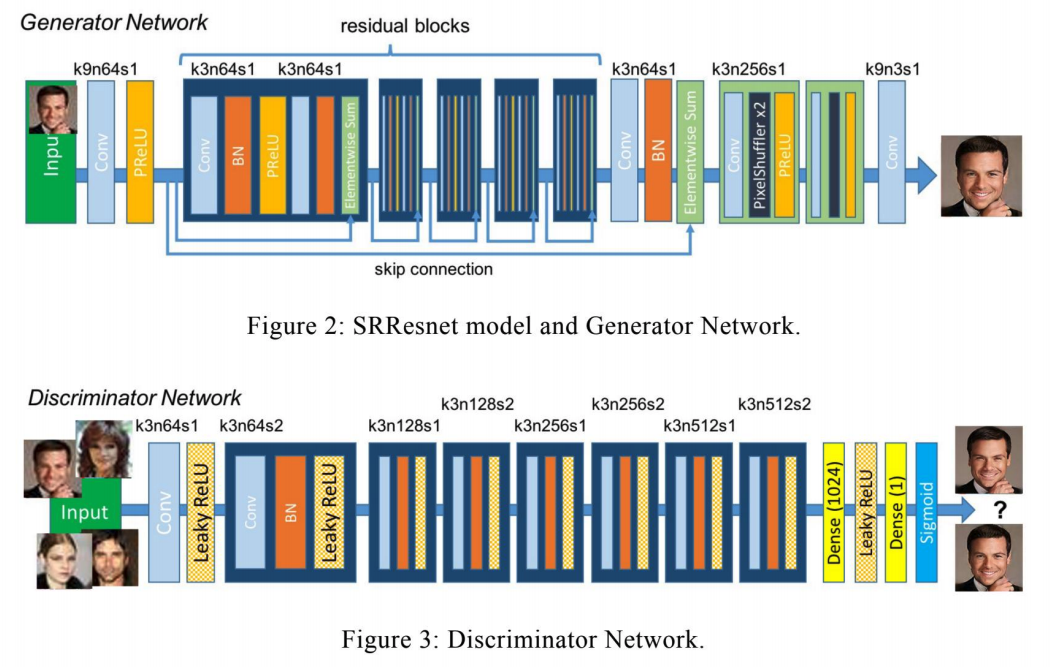 Generator Network
residual blocks
k9n64s1
k3n64s1
k3n64s1
k3n64s1
k3n256s1
k9n3s1
Input
Conv
PReLU
Conv
BN
PReLU
Elementwise Sum
Conv
BN
Elementwise Sum
Conv
PixelShuffler x2
PReLU
Conv
skip connection
Figure 2: SRResnet model and Generator Network.
Discriminator Network
k3n64s1
k3n64s2
k3n128s1
k3n128s2
k3n256s1
k3n256s2
k3n512s1
k3n512s2
Input
Conv
Leaky ReLU
Conv
BN
Leaky ReLU
Dense (1024)
Leaky ReLU
Dense (1)
Sigmoid
?
Figure 3: Discriminator Network.